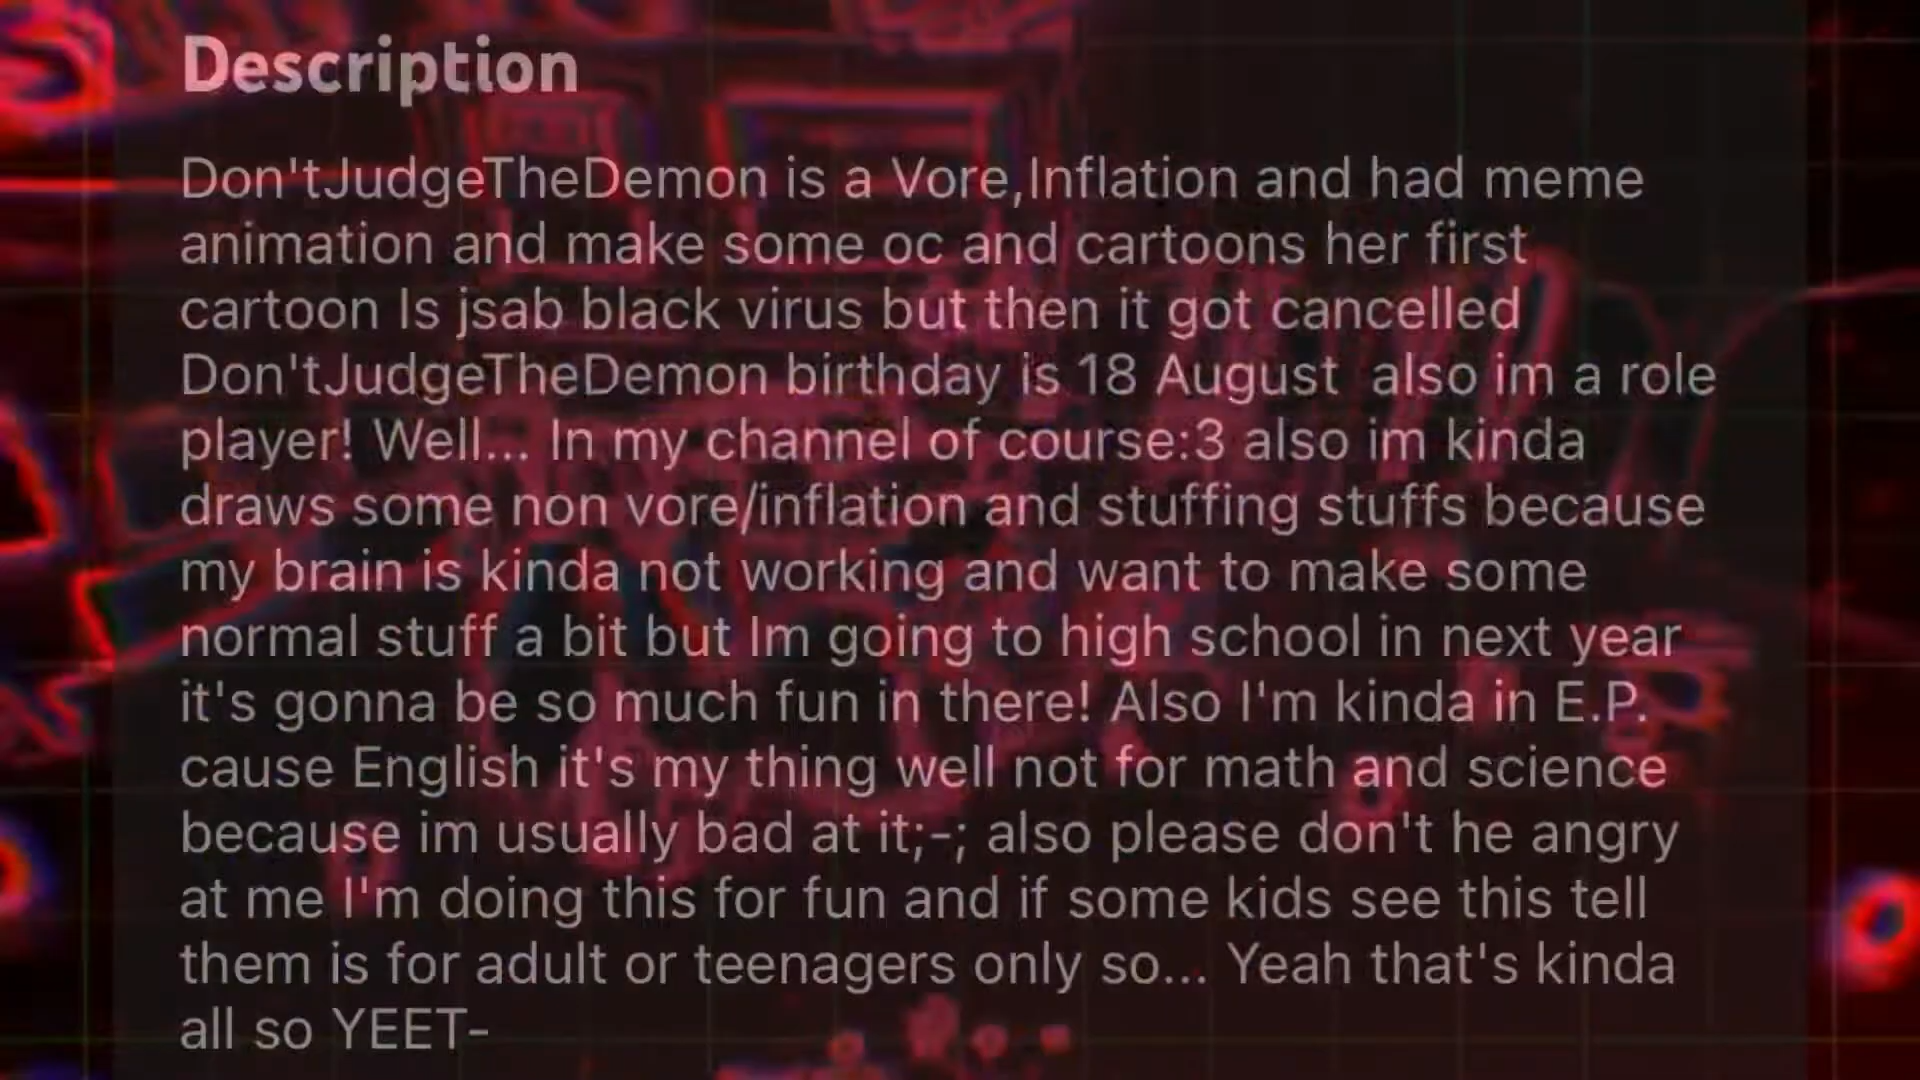 Description
Don'tJudgeTheDemon is a Vore,Inflation and had meme
animation and make some oc and cartoons her first
cartoon Is jsab black virus but then it got cancelled
Don'tJudgeTheDemon birthday is 18 August  also im a role
player! Well... In my channel of course:3 also im kinda
draws some non vore/inflation and stuffing stuffs because
my brain is kinda not working and want to make some
normal stuff a bit but Im going to high school in next year
it's gonna be so much fun in there! Also I'm kinda in E.P.
cause English it's my thing well not for math and science
because im usually bad at it;-; also please don't he angry
at me I'm doing this for fun and if some kids see this tell
them is for adult or teenagers only so... Yeah that's kinda
all so YEET-